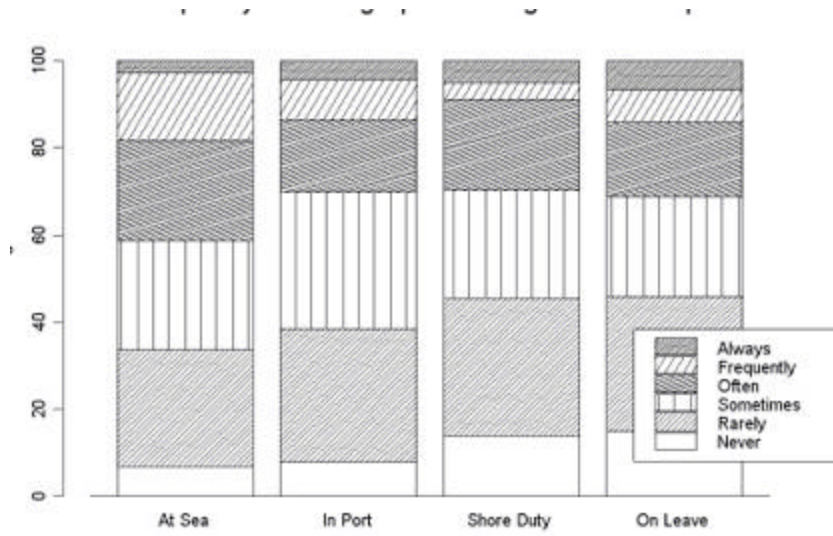 100
80
60
40
20
0
Always
Frequently
Often
Sometimes
Rarely
Never
At Sea In Port Shore Duty On Leave